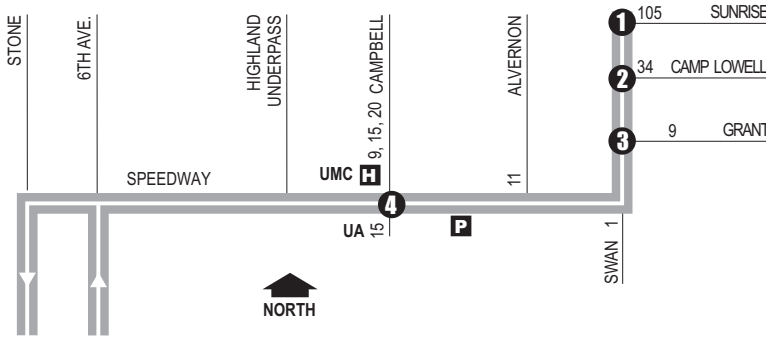 STONE
6TH AVE.
HIGHLAND
UNDERPASS
9, 15, 20 CAMPBELL
11 ALVERNON
1 105 SUNRISE
2 34 CAMP LOWELL
3 9 GRANT
SPEEDWAY
UMC H
4
UA 15
P
SWAN 1
NORTH